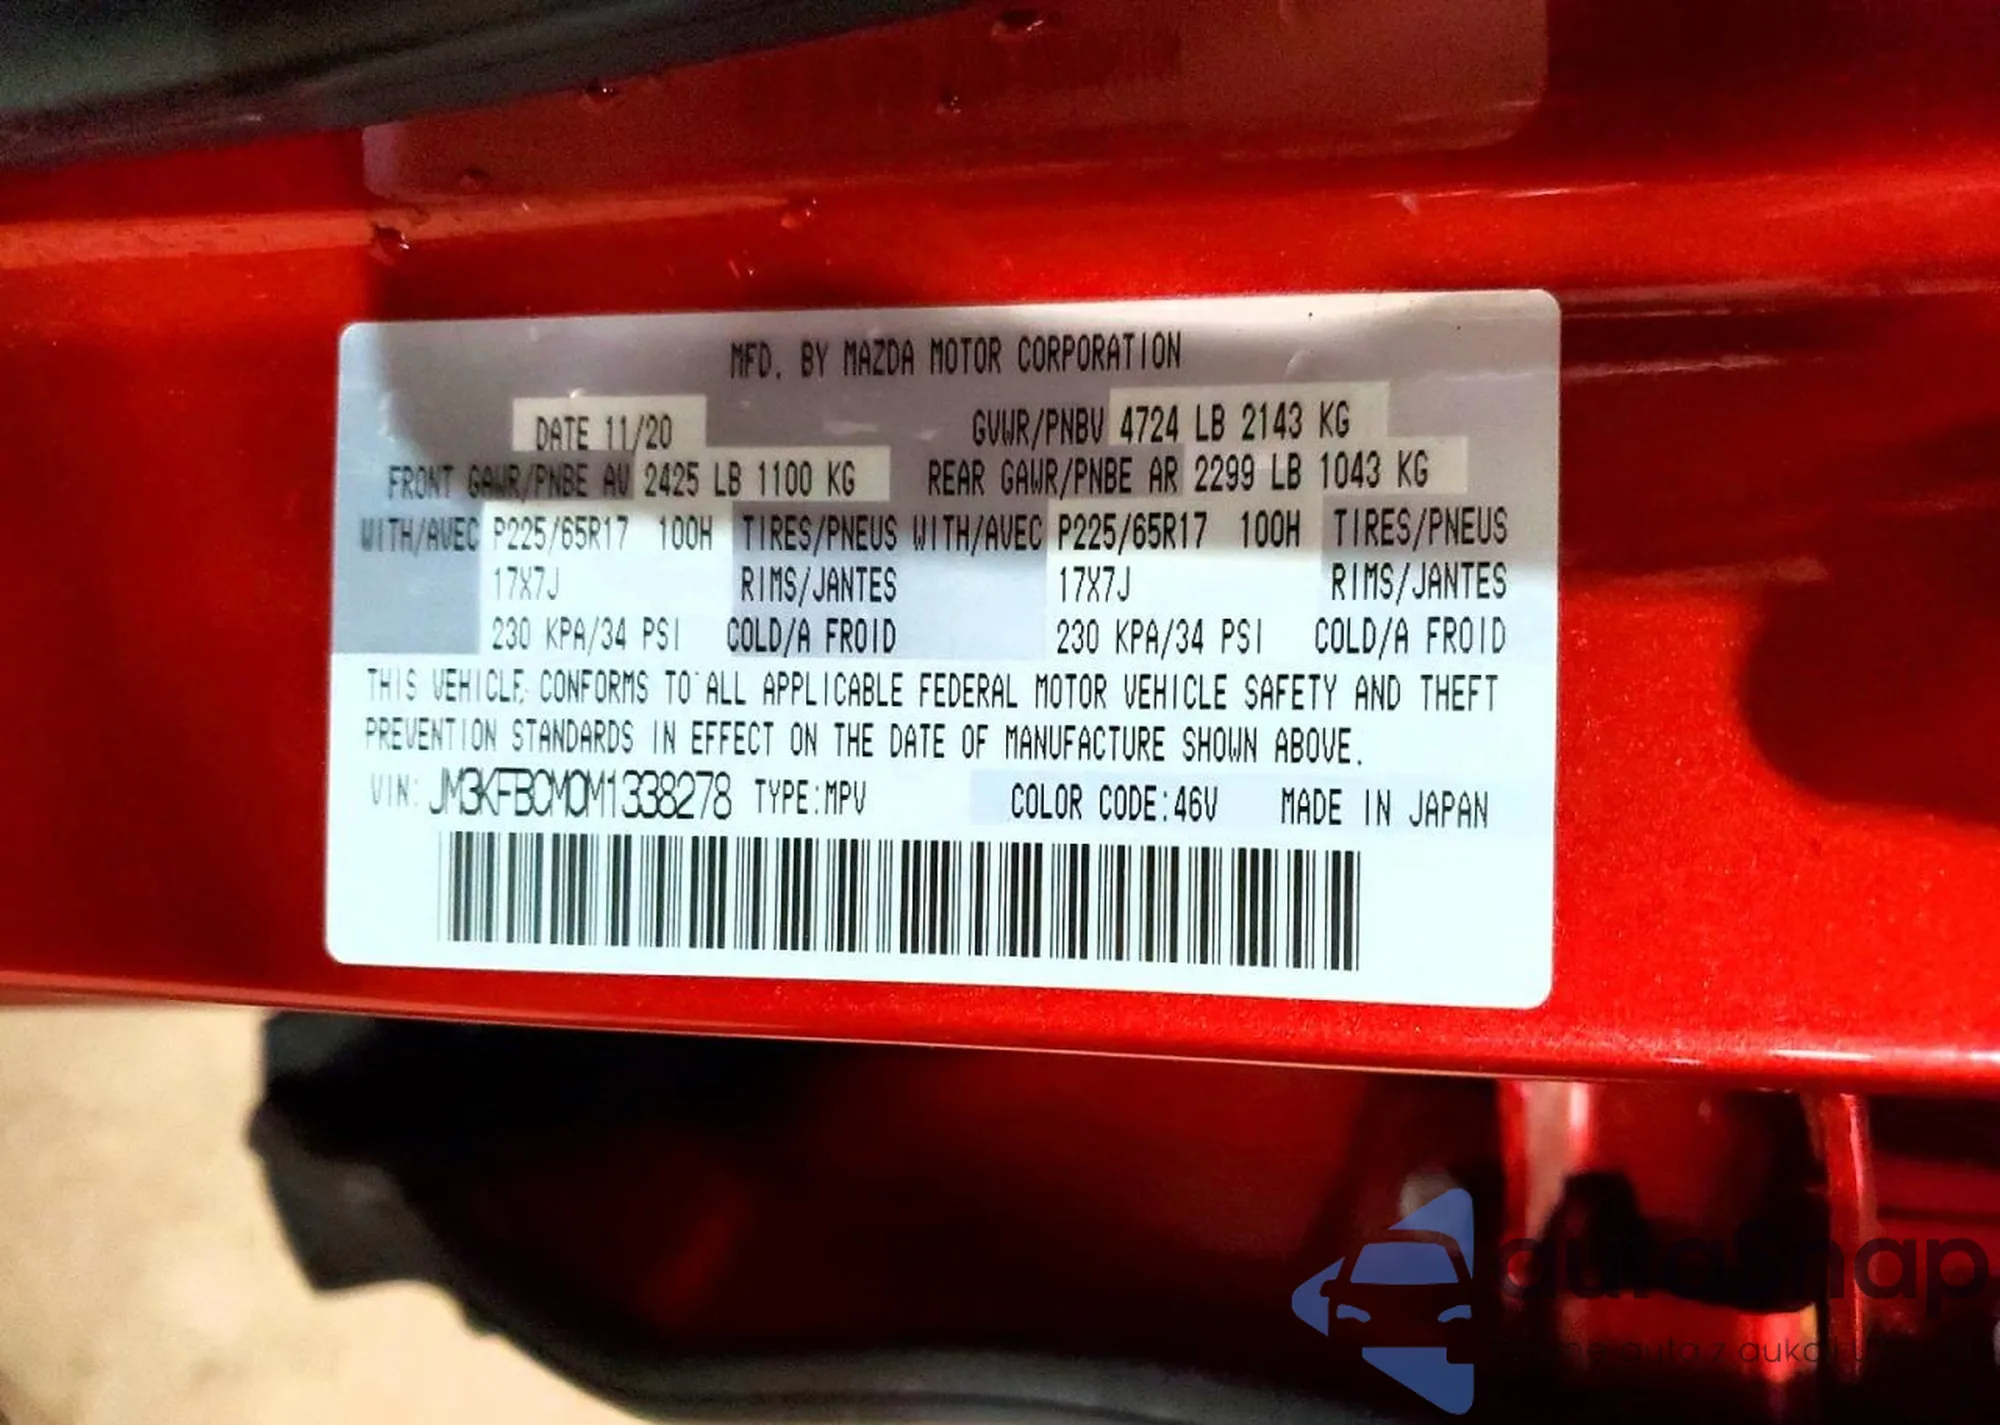 MFD. BY MAZDA MOTOR CORPORATION
DATE 11/20 GVWR/PNBV 4724 LB 2143 KG
FRONT GAWR/PNBE AV 2425 LB 1100 KG REAR GAWR/PNBE AR 2299 LB 1043 KG
WITH/AVEC P225/65R17 100H TIRES/PNEUS WITH/AVEC P225/65R17 100H TIRES/PNEUS
17X7J RIMS/JANTES 17X7J RIMS/JANTES
230 KPA/34 PSI COLD/A FROID 230 KPA/34 PSI COLD/A FROID
THIS VEHICLE CONFORMS TO ALL APPLICABLE FEDERAL MOTOR VEHICLE SAFETY AND THEFT
PREVENTION STANDARDS IN EFFECT ON THE DATE OF MANUFACTURE SHOWN ABOVE.
VIN: JM3KFBCM0M1338278 TYPE:MPV COLOR CODE:46V MADE IN JAPAN
autosnap
auta z